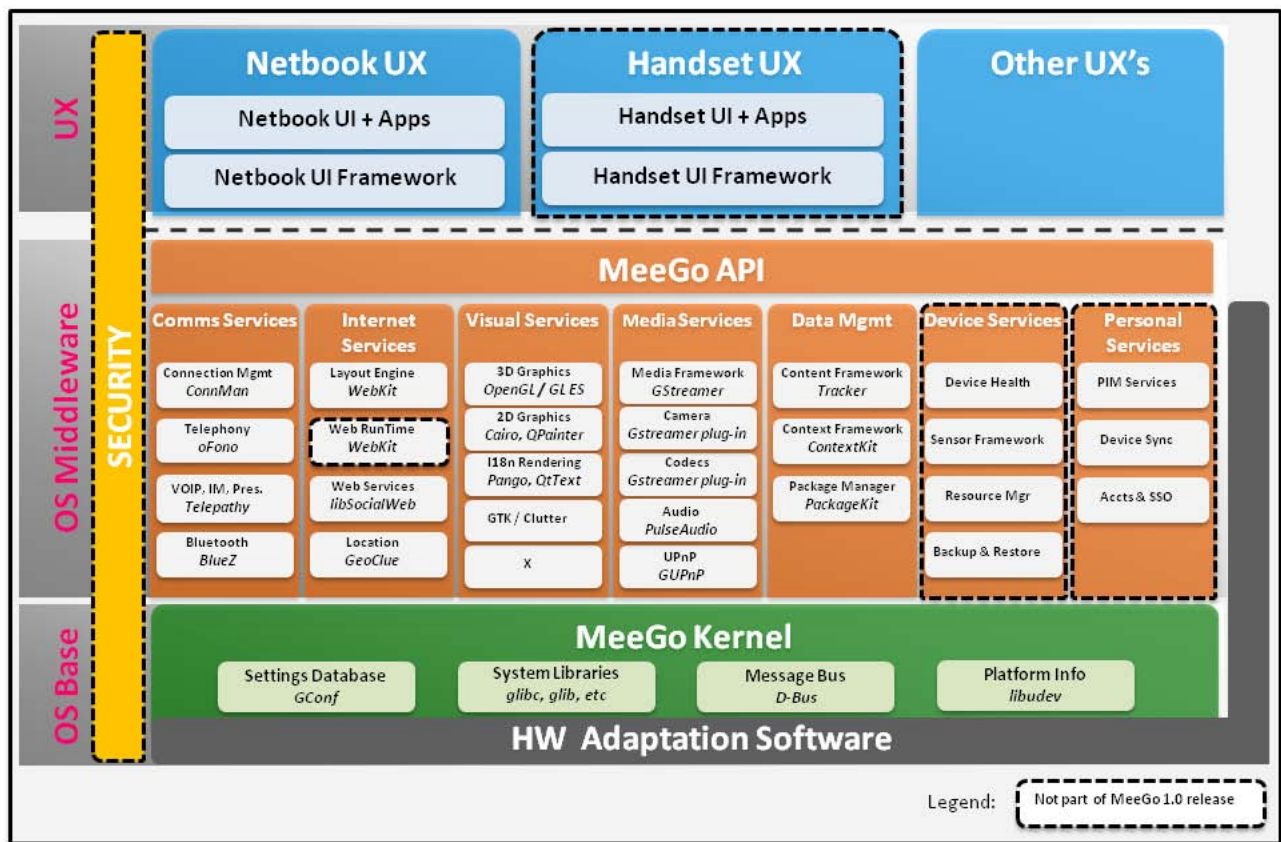 UX
OS Middleware
OS Base
SECURITY
Netbook UX
Netbook UI + Apps
Netbook UI Framework
Handset UX
Handset UI + Apps
Handset UI Framework
Other UX's
MeeGo API
Comms Services
Connection Mgmt
ConnMan
Telephony
oFono
VOIP, IM, Pres.
Telepathy
Bluetooth
BlueZ
Internet
Services
Layout Engine
WebKit
Web RunTime
WebKit
Web Services
libSocialWeb
Location
GeoClue
Visual Services
3D Graphics
OpenGL / GL ES
2D Graphics
Cairo, QPainter
I18n Rendering
Pango, QtText
GTK / Clutter
X
Media Services
Media Framework
GStreamer
Camera
Gstreamer plug-in
Codecs
Gstreamer plug-in
Audio
PulseAudio
UPnP
GUPnP
Data Mgmt
Content Framework
Tracker
Context Framework
ContextKit
Package Manager
PackageKit
Device Services
Device Health
Sensor Framework
Resource Mgr
Backup & Restore
Personal
Services
PIM Services
Device Sync
Accts & SSO
MeeGo Kernel
Settings Database
GConf
System Libraries
glibc, glib, etc
Message Bus
D-Bus
Platform Info
libudev
HW Adaptation Software
Legend:
Not part of MeeGo 1.0 release